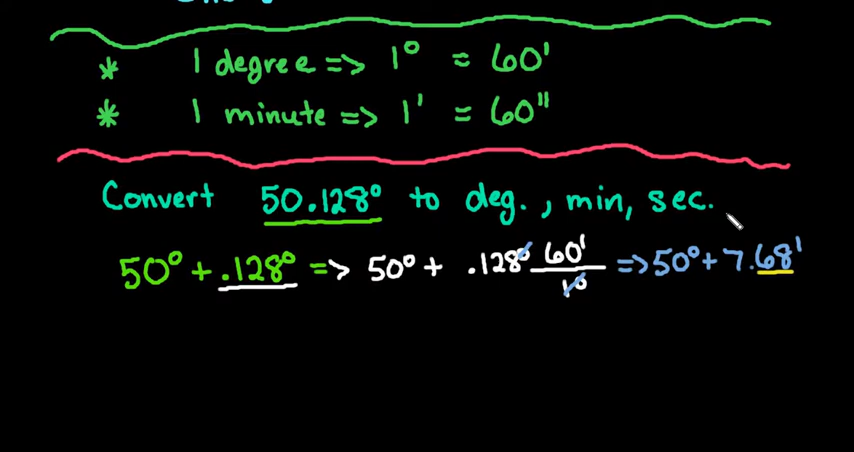 * 1 degree => 1° = 60'
* 1 minute => 1' = 60"
Convert 50.128° to deg., min, sec.
50° + .128° => 50° + .128° 60'/1° => 50° + 7.68'